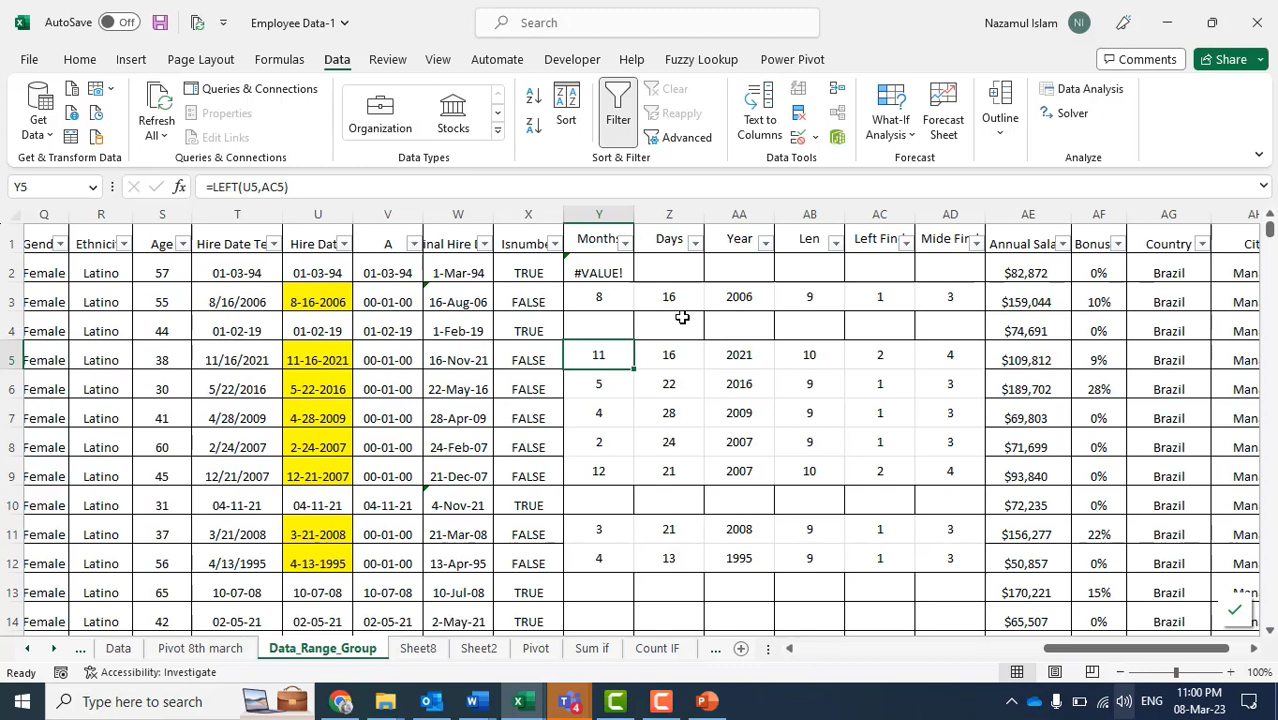 AutoSave Off Employee Data-1 Search Nazamul Islam NI
File Home Insert Page Layout Formulas Data Review View Automate Developer Help Fuzzy Lookup Power Pivot Comments Share
Get Data Refresh All Queries & Connections Properties Edit Links Organization Stocks Sort Filter Clear Reapply Advanced Text to Columns What-If Analysis Forecast Sheet Outline Data Analysis Solver
Get & Transform Data Queries & Connections Data Types Sort & Filter Data Tools Forecast Analyze
Y5 fx =LEFT(U5,AC5)
Q R S T U V W X Y Z AA AB AC AD AE AF AG AH
1 Gend Ethnici Age Hire Date Te Hire Dat A inal Hire D Isnumbe Months Days Year Len Left Find Mide Fin Annual Sala Bonus Country Cit
2 Female Latino 57 01-03-94 01-03-94 01-03-94 1-Mar-94 TRUE #VALUE! $82,872 0% Brazil Man
3 Female Latino 55 8/16/2006 8-16-2006 00-01-00 16-Aug-06 FALSE 8 16 2006 9 1 3 $159,044 10% Brazil Man
4 Female Latino 44 01-02-19 01-02-19 01-02-19 1-Feb-19 TRUE $74,691 0% Brazil Man
5 Female Latino 38 11/16/2021 11-16-2021 00-01-00 16-Nov-21 FALSE 11 16 2021 10 2 4 $109,812 9% Brazil Man
6 Female Latino 30 5/22/2016 5-22-2016 00-01-00 22-May-16 FALSE 5 22 2016 9 1 3 $189,702 28% Brazil Man
7 Female Latino 41 4/28/2009 4-28-2009 00-01-00 28-Apr-09 FALSE 4 28 2009 9 1 3 $69,803 0% Brazil Man
8 Female Latino 60 2/24/2007 2-24-2007 00-01-00 24-Feb-07 FALSE 2 24 2007 9 1 3 $71,699 0% Brazil Man
9 Female Latino 45 12/21/2007 12-21-2007 00-01-00 21-Dec-07 FALSE 12 21 2007 10 2 4 $93,840 0% Brazil Man
10 Female Latino 31 04-11-21 04-11-21 04-11-21 4-Nov-21 TRUE $72,235 0% Brazil Man
11 Female Latino 37 3/21/2008 3-21-2008 00-01-00 21-Mar-08 FALSE 3 21 2008 9 1 3 $156,277 22% Brazil Man
12 Female Latino 56 4/13/1995 4-13-1995 00-01-00 13-Apr-95 FALSE 4 13 1995 9 1 3 $50,857 0% Brazil Man
13 Female Latino 65 10-07-08 10-07-08 10-07-08 10-Jul-08 TRUE $170,221 15% Brazil Man
14 Female Latino 42 02-05-21 02-05-21 02-05-21 2-May-21 TRUE $65,507 0% Brazil Man
... Data Pivot 8th march Data_Range_Group Sheet8 Sheet2 Pivot Sum if Count IF ...
Ready Accessibility: Investigate 100%
Type here to search ENG 11:00 PM
08-Mar-23